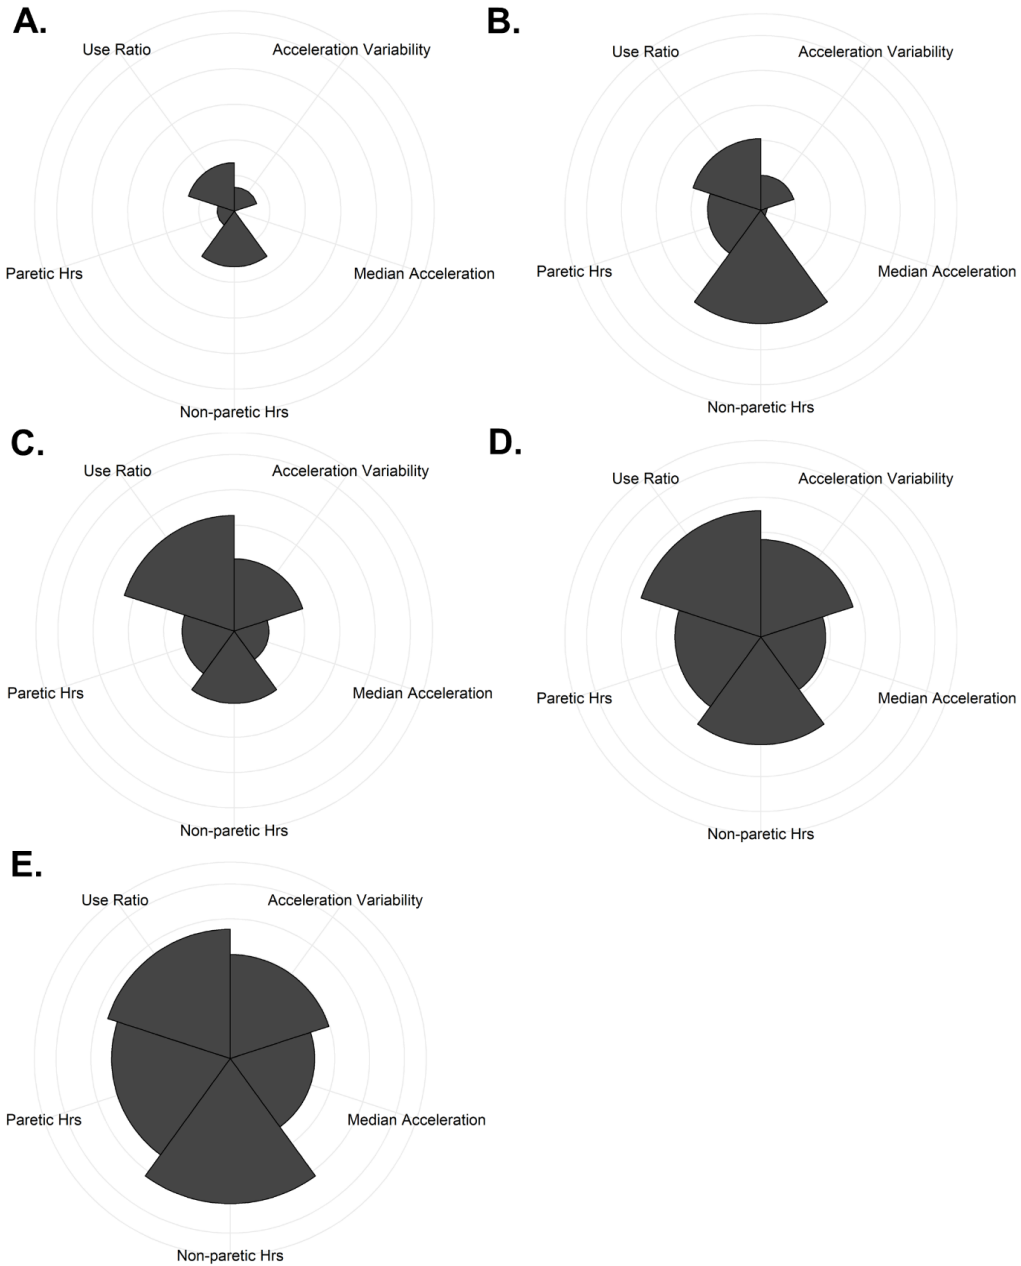 A.
Use Ratio
Acceleration Variability
Paretic Hrs
Median Acceleration
Non-paretic Hrs
B.
Use Ratio
Acceleration Variability
Paretic Hrs
Median Acceleration
Non-paretic Hrs
C.
Use Ratio
Acceleration Variability
Paretic Hrs
Median Acceleration
Non-paretic Hrs
D.
Use Ratio
Acceleration Variability
Paretic Hrs
Median Acceleration
Non-paretic Hrs
E.
Use Ratio
Acceleration Variability
Paretic Hrs
Median Acceleration
Non-paretic Hrs